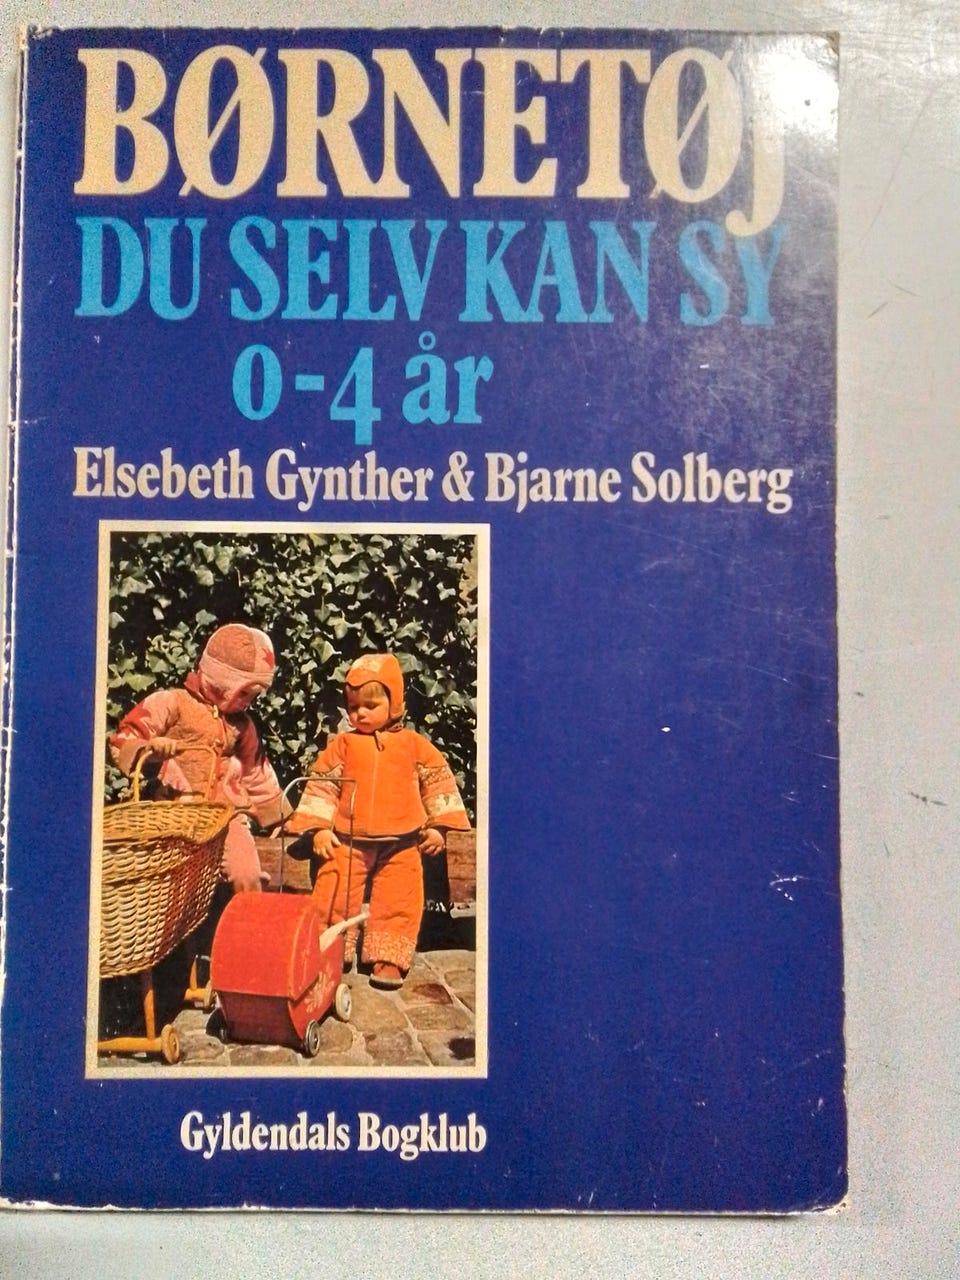 BØRNETØJ
DU SELV KAN SY
0-4 år
Elsebeth Gynther & Bjarne Solberg
Gyldendals Bogklub